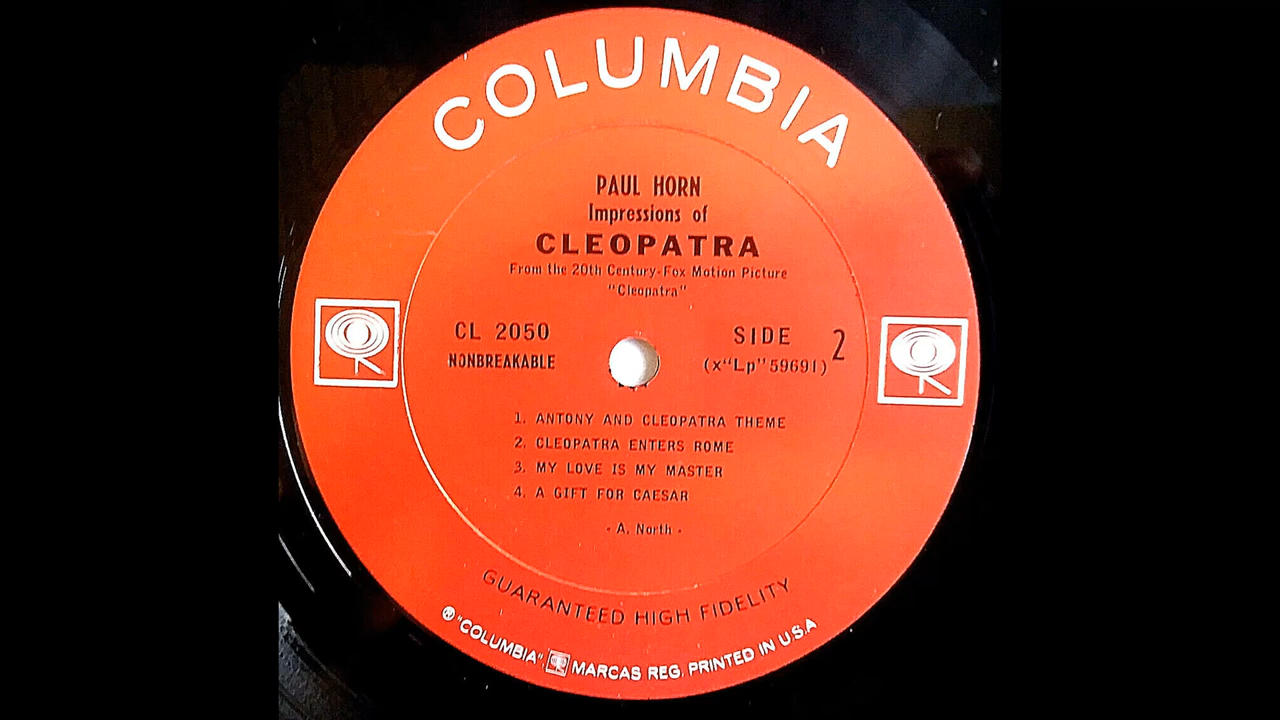 COLUMBIA
PAUL HORN
Impressions of
CLEOPATRA
From the 20th Century-Fox Motion Picture
"Cleopatra"
CL 2050
NONBREAKABLE
SIDE 2
(x"Lp"59691)
1. ANTONY AND CLEOPATRA THEME
2. CLEOPATRA ENTERS ROME
3. MY LOVE IS MY MASTER
4. A GIFT FOR CAESAR
- A. North -
GUARANTEED HIGH FIDELITY
"COLUMBIA", MARCAS REG. PRINTED IN U.S.A